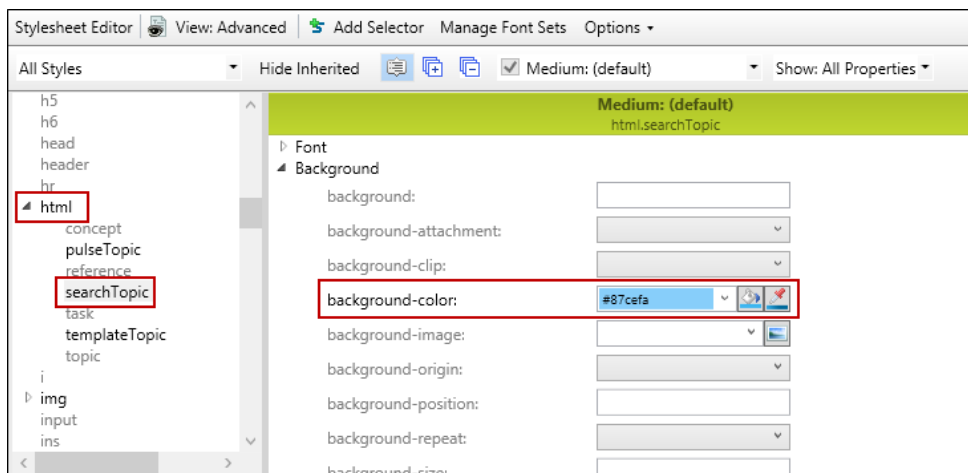 Stylesheet Editor View: Advanced Add Selector Manage Font Sets Options
All Styles Hide Inherited Medium: (default) Show: All Properties
h5
h6
head
header
hr
html
concept
pulseTopic
reference
searchTopic
task
templateTopic
topic
i
img
input
ins
Medium: (default)
html.searchTopic
Font
Background
background:
background-attachment:
background-clip:
background-color: #87cefa
background-image:
background-origin:
background-position:
background-repeat:
background-size: